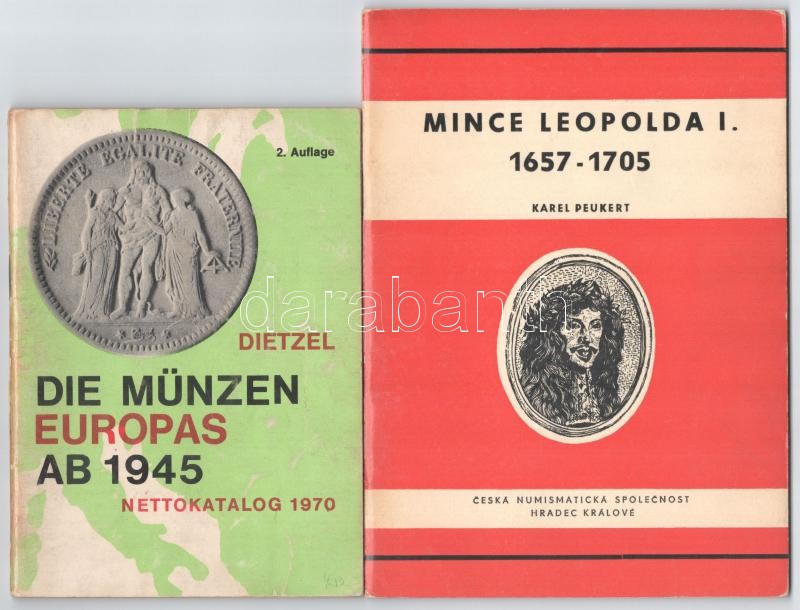 2. Auflage
LIBERTE EGALITE FRATERNITE
DIETZEL
DIE MÜNZEN
EUROPAS
AB 1945
NETTOKATALOG 1970
MINCE LEOPOLDA I.
1657-1705
KAREL PEUKERT
ČESKÁ NUMISMATICKÁ SPOLEČNOST
HRADEC KRÁLOVÉ
darabanth